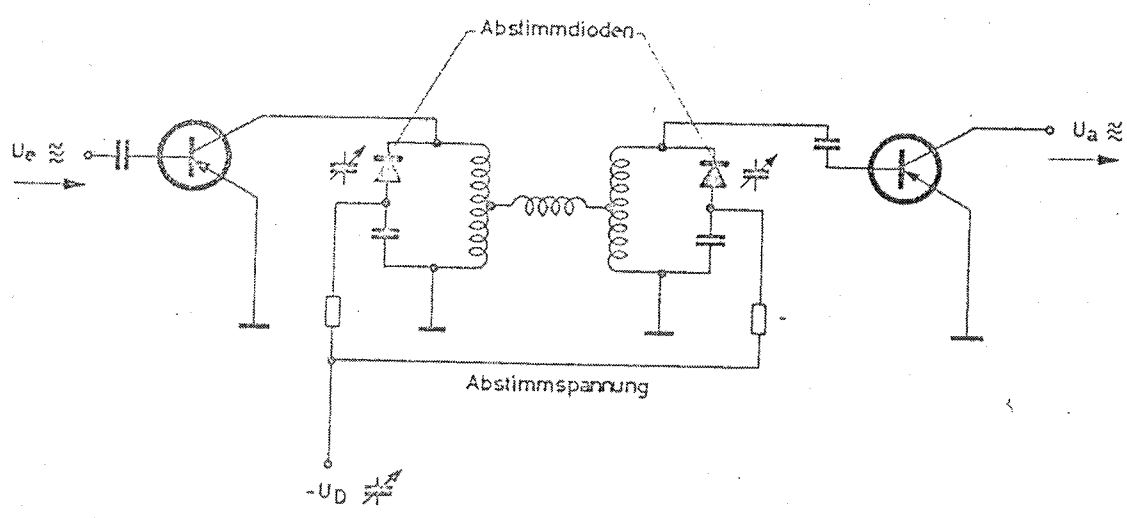 Abstimmdioden
Ue ≈
Ua ≈
Abstimmspannung
-UD